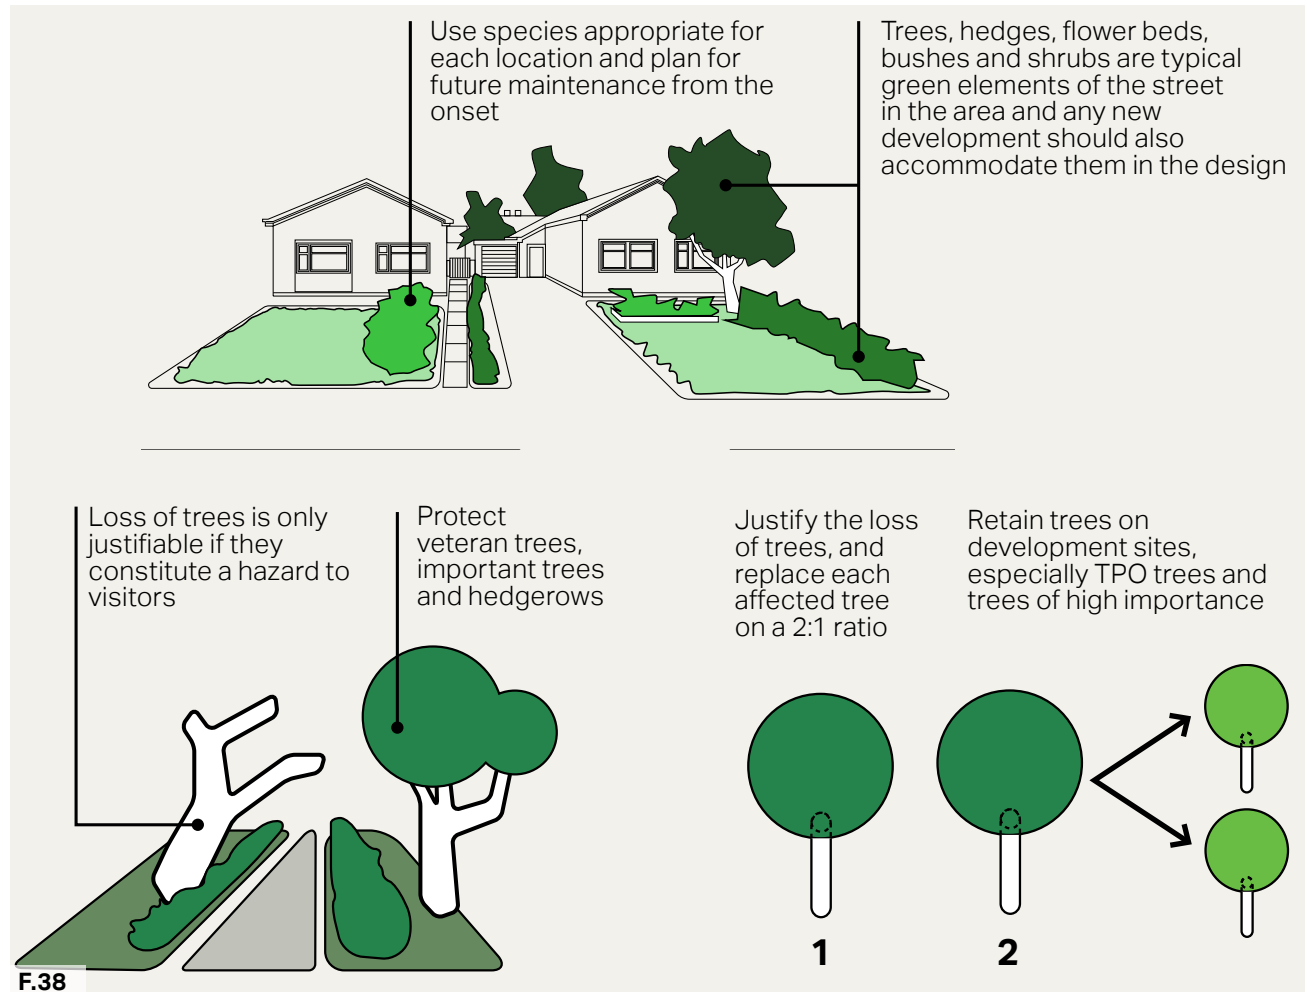 Use species appropriate for
each location and plan for
future maintenance from the
onset
Trees, hedges, flower beds,
bushes and shrubs are typical
green elements of the street
in the area and any new
development should also
accommodate them in the design
Loss of trees is only
justifiable if they
constitute a hazard to
visitors
Protect
veteran trees,
important trees
and hedgerows
Justify the loss
of trees, and
replace each
affected tree
on a 2:1 ratio
Retain trees on
development sites,
especially TPO trees and
trees of high importance
1
2
F.38